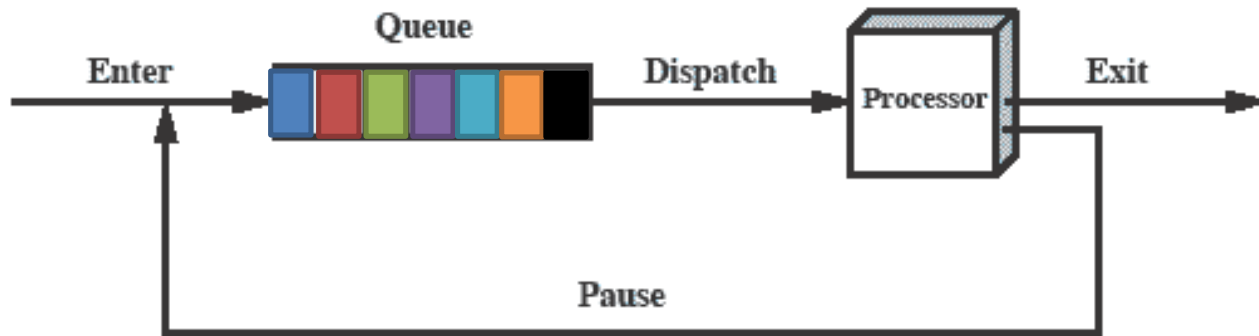 Queue
Enter
Dispatch
Processor
Exit
Pause